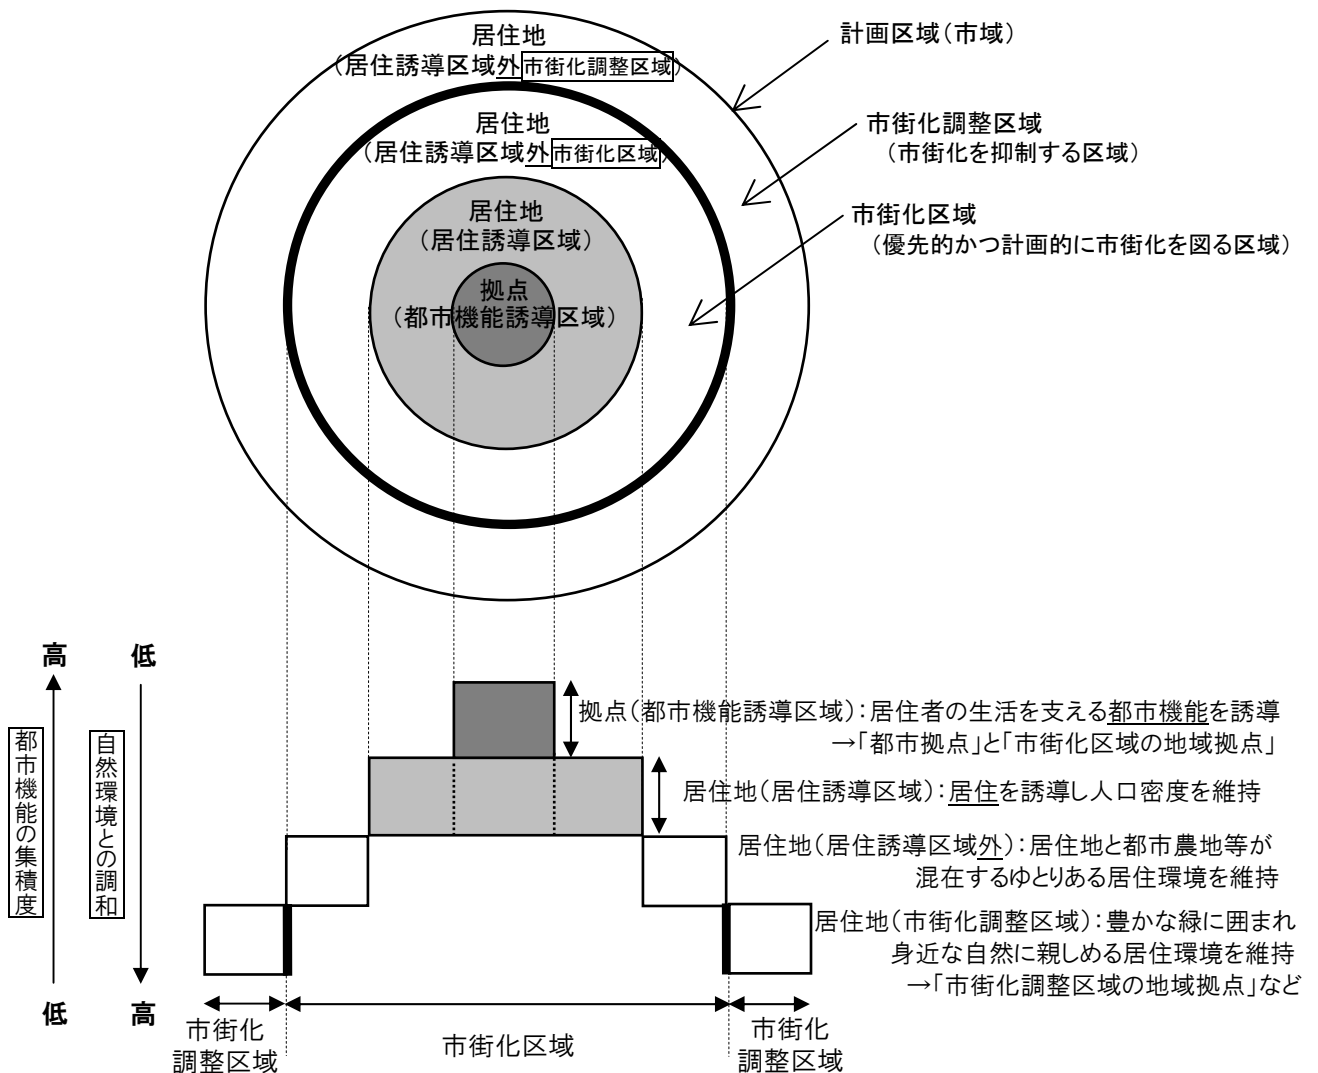 居住地
（居住誘導区域外市街化調整区域）
居住地
（居住誘導区域外市街化区域）
居住地
（居住誘導区域）
拠点
（都市機能誘導区域）
計画区域（市域）
市街化調整区域
（市街化を抑制する区域）
市街化区域
（優先的かつ計画的に市街化を図る区域）
高
低
都市機能の集積度
自然環境との調和
低
高
拠点（都市機能誘導区域）：居住者の生活を支える都市機能を誘導
→「都市拠点」と「市街化区域の地域拠点」
居住地（居住誘導区域）：居住を誘導し人口密度を維持
居住地（居住誘導区域外）：居住地と都市農地等が
混在するゆとりある居住環境を維持
居住地（市街化調整区域）：豊かな緑に囲まれ
身近な自然に親しめる居住環境を維持
→「市街化調整区域の地域拠点」など
市街化
調整区域
市街化区域
市街化
調整区域